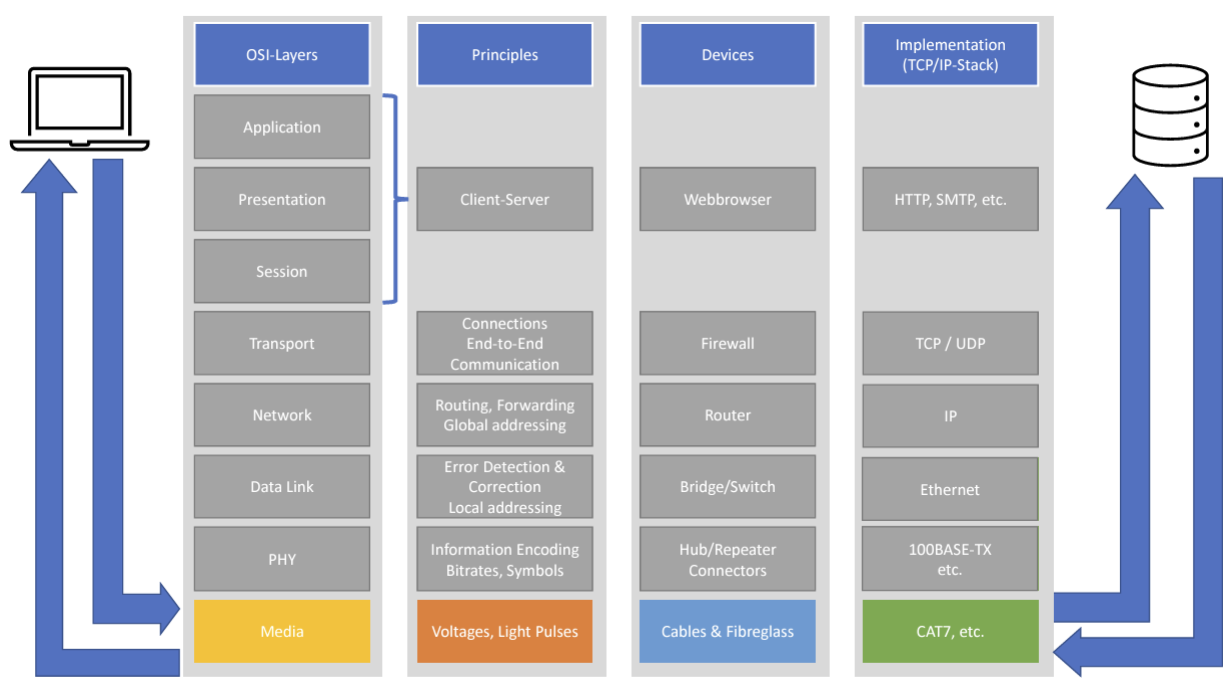 OSI-Layers
Principles
Devices
Implementation
(TCP/IP-Stack)
Application
Presentation
Client-Server
Webbrowser
HTTP, SMTP, etc.
Session
Transport
Connections
End-to-End
Communication
Firewall
TCP / UDP
Network
Routing, Forwarding
Global addressing
Router
IP
Data Link
Error Detection &
Correction
Local addressing
Bridge/Switch
Ethernet
PHY
Information Encoding
Bitrates, Symbols
Hub/Repeater
Connectors
100BASE-TX
etc.
Media
Voltages, Light Pulses
Cables & Fibreglass
CAT7, etc.